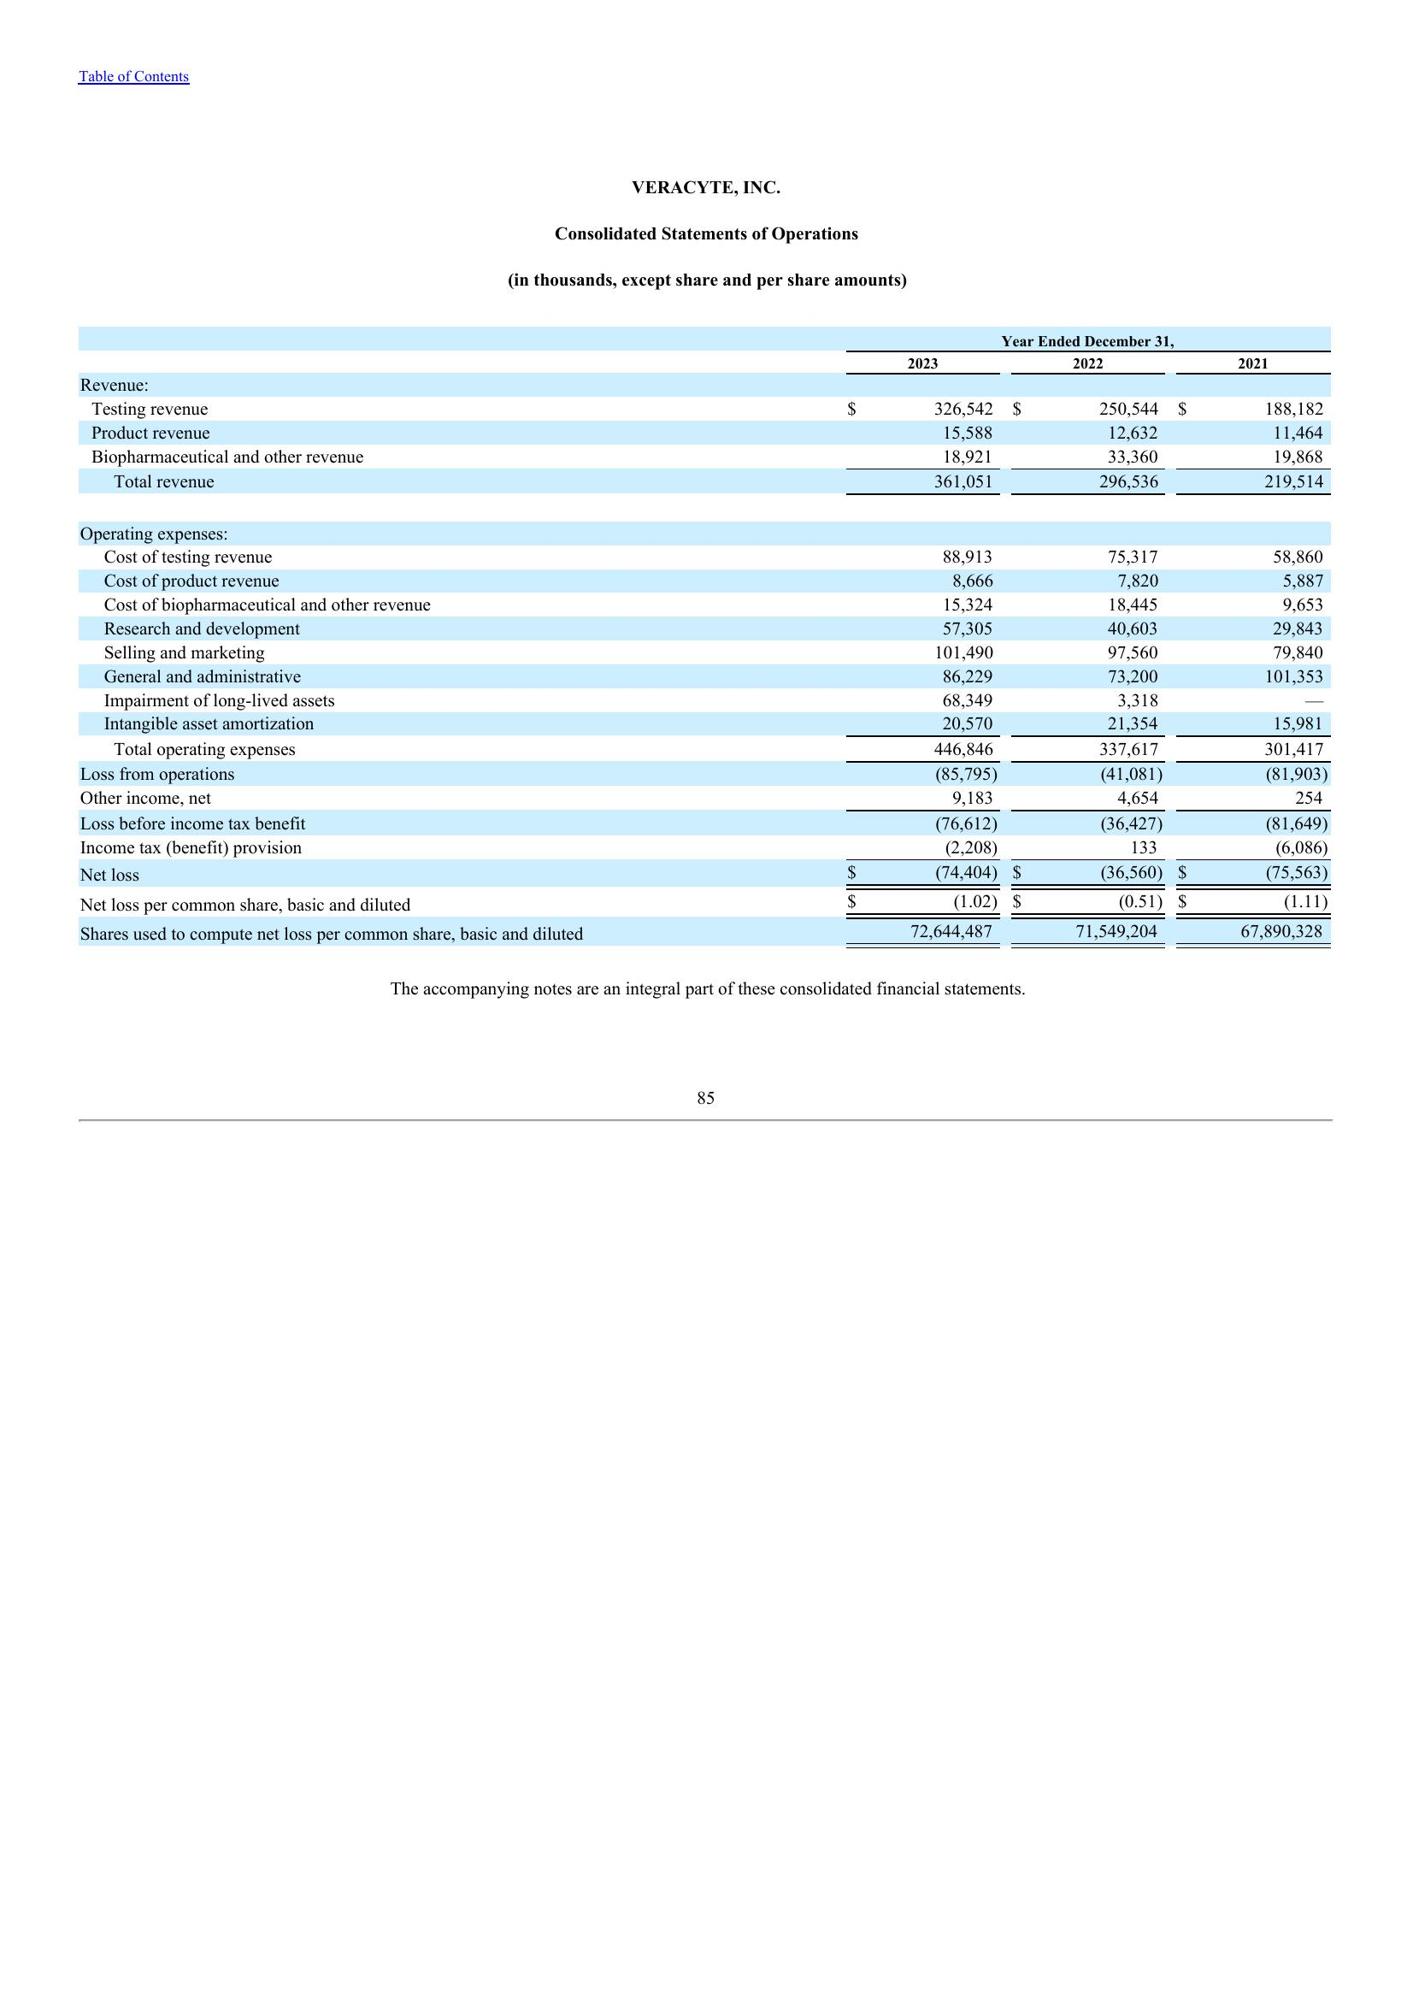 Table of Contents
VERACYTE, INC.
Consolidated Statements of Operations
(in thousands, except share and per share amounts)
Year Ended December 31,
2023 2022 2021
Revenue:
Testing revenue $ 326,542 $ 250,544 $ 188,182
Product revenue 15,588 12,632 11,464
Biopharmaceutical and other revenue 18,921 33,360 19,868
Total revenue 361,051 296,536 219,514
Operating expenses:
Cost of testing revenue 88,913 75,317 58,860
Cost of product revenue 8,666 7,820 5,887
Cost of biopharmaceutical and other revenue 15,324 18,445 9,653
Research and development 57,305 40,603 29,843
Selling and marketing 101,490 97,560 79,840
General and administrative 86,229 73,200 101,353
Impairment of long-lived assets 68,349 3,318 —
Intangible asset amortization 20,570 21,354 15,981
Total operating expenses 446,846 337,617 301,417
Loss from operations (85,795) (41,081) (81,903)
Other income, net 9,183 4,654 254
Loss before income tax benefit (76,612) (36,427) (81,649)
Income tax (benefit) provision (2,208) 133 (6,086)
Net loss $ (74,404) $ (36,560) $ (75,563)
Net loss per common share, basic and diluted $ (1.02) $ (0.51) $ (1.11)
Shares used to compute net loss per common share, basic and diluted 72,644,487 71,549,204 67,890,328
The accompanying notes are an integral part of these consolidated financial statements.
85